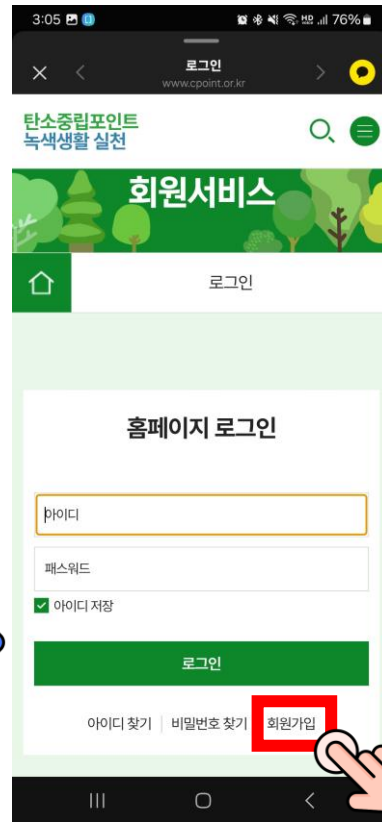 3:05 76%
로그인
www.cpoint.or.kr
탄소중립포인트
녹색생활 실천
회원서비스
로그인
홈페이지 로그인
아이디
패스워드
아이디 저장
로그인
아이디 찾기 | 비밀번호 찾기 회원가입